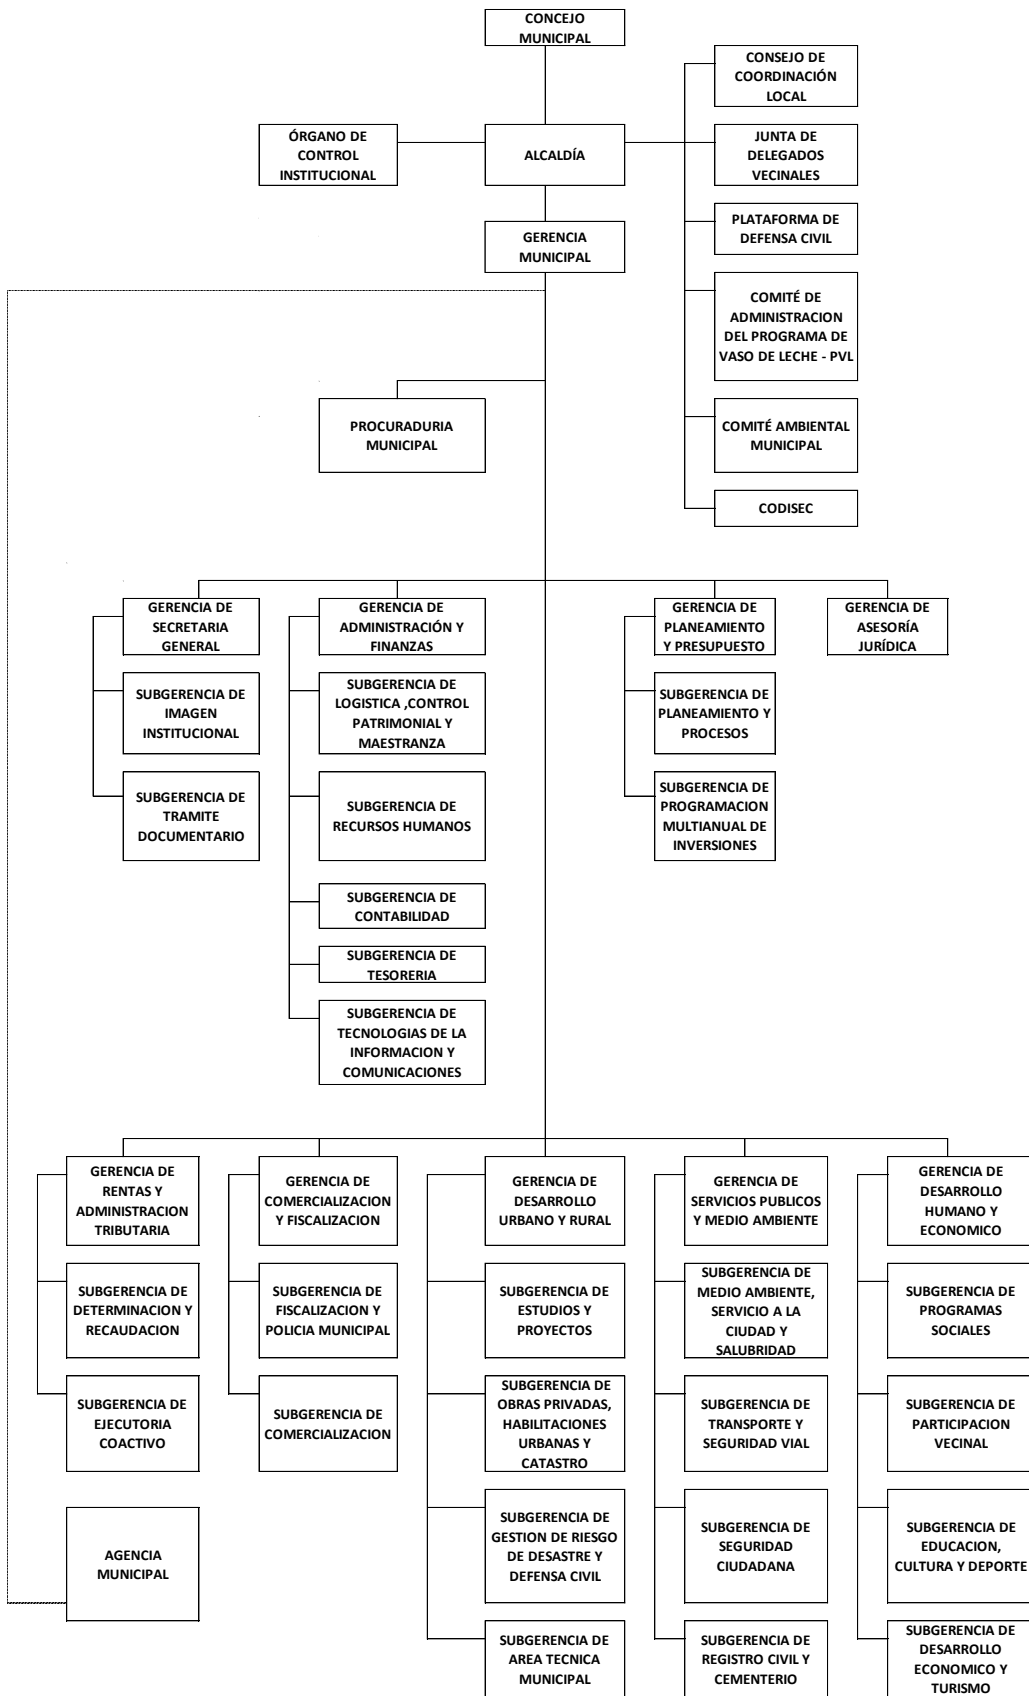 CONCEJO
MUNICIPAL
CONSEJO DE
COORDINACIÓN
LOCAL
ÓRGANO DE
CONTROL
INSTITUCIONAL
ALCALDÍA
JUNTA DE
DELEGADOS
VECINALES
GERENCIA
MUNICIPAL
PLATAFORMA DE
DEFENSA CIVIL
COMITÉ DE
ADMINISTRACION
DEL PROGRAMA DE
VASO DE LECHE - PVL
PROCURADURIA
MUNICIPAL
COMITÉ AMBIENTAL
MUNICIPAL
CODISEC
GERENCIA DE
SECRETARIA
GENERAL
GERENCIA DE
ADMINISTRACIÓN Y
FINANZAS
GERENCIA DE
PLANEAMIENTO
Y PRESUPUESTO
GERENCIA DE
ASESORÍA
JURÍDICA
SUBGERENCIA DE
IMAGEN
INSTITUCIONAL
SUBGERENCIA DE
LOGISTICA ,CONTROL
PATRIMONIAL Y
MAESTRANZA
SUBGERENCIA DE
PLANEAMIENTO Y
PROCESOS
SUBGERENCIA DE
TRAMITE
DOCUMENTARIO
SUBGERENCIA DE
RECURSOS HUMANOS
SUBGERENCIA DE
PROGRAMACION
MULTIANUAL DE
INVERSIONES
SUBGERENCIA DE
CONTABILIDAD
SUBGERENCIA DE
TESORERIA
SUBGERENCIA DE
TECNOLOGIAS DE LA
INFORMACION Y
COMUNICACIONES
GERENCIA DE
RENTAS Y
ADMINISTRACION
TRIBUTARIA
GERENCIA DE
COMERCIALIZACION
Y FISCALIZACION
GERENCIA DE
DESARROLLO
URBANO Y RURAL
GERENCIA DE
SERVICIOS PUBLICOS
Y MEDIO AMBIENTE
GERENCIA DE
DESARROLLO
HUMANO Y
ECONOMICO
SUBGERENCIA DE
DETERMINACION Y
RECAUDACION
SUBGERENCIA DE
FISCALIZACION Y
POLICIA MUNICIPAL
SUBGERENCIA DE
ESTUDIOS Y
PROYECTOS
SUBGERENCIA DE
MEDIO AMBIENTE,
SERVICIO A LA
CIUDAD Y
SALUBRIDAD
SUBGERENCIA DE
PROGRAMAS
SOCIALES
SUBGERENCIA DE
EJECUTORIA
COACTIVO
SUBGERENCIA DE
COMERCIALIZACION
SUBGERENCIA DE
OBRAS PRIVADAS,
HABILITACIONES
URBANAS Y
CATASTRO
SUBGERENCIA DE
TRANSPORTE Y
SEGURIDAD VIAL
SUBGERENCIA DE
PARTICIPACION
VECINAL
AGENCIA
MUNICIPAL
SUBGERENCIA DE
GESTION DE RIESGO
DE DESASTRE Y
DEFENSA CIVIL
SUBGERENCIA DE
SEGURIDAD
CIUDADANA
SUBGERENCIA DE
EDUCACION,
CULTURA Y DEPORTE
SUBGERENCIA DE
AREA TECNICA
MUNICIPAL
SUBGERENCIA DE
REGISTRO CIVIL Y
CEMENTERIO
SUBGERENCIA DE
DESARROLLO
ECONOMICO Y
TURISMO